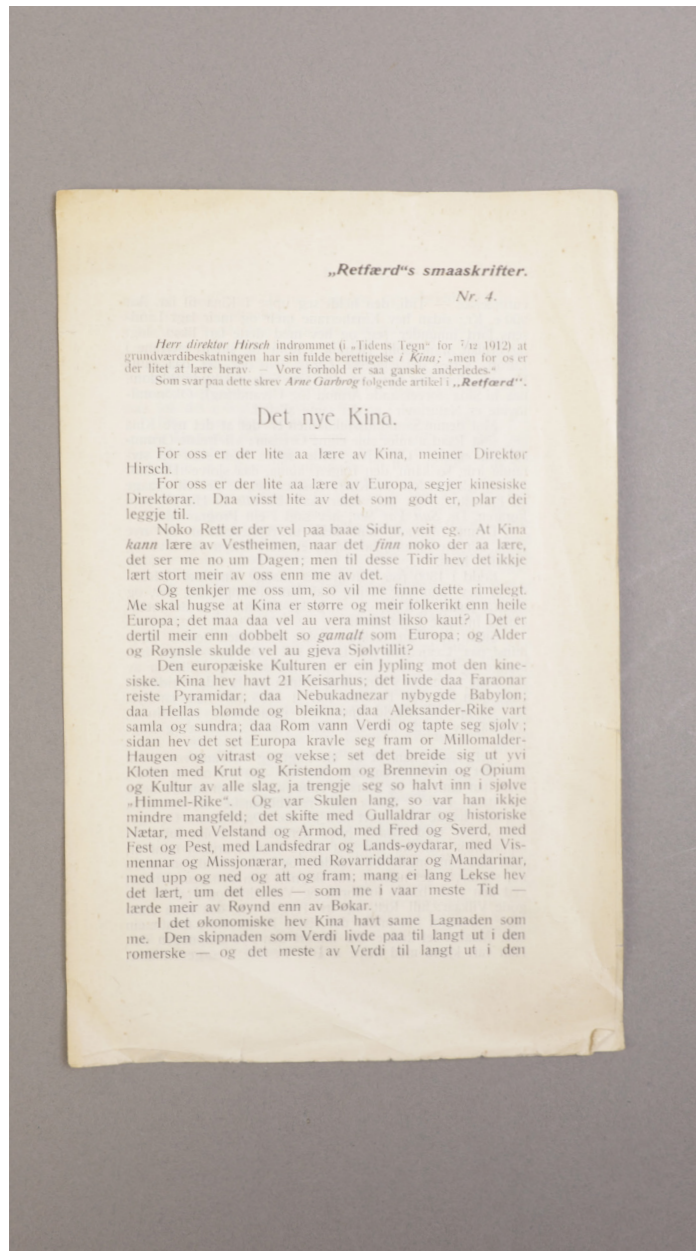 „Retfærd“s smaaskrifter.
Nr. 4.
Herr direktør Hirsch indrømmet (i „Tidens Tegn“ for 7/12 1912) at
grundværdibeskatningen har sin fulde berettigelse i Kina; „men for os er
der litet at lære herav. — Vore forhold er saa ganske anderledes.“
Som svar paa dette skrev Arne Garborg følgende artikel i „Retfærd“.
Det nye Kina.
For oss er der lite aa lære av Kina, meiner Direktør
Hirsch.
For oss er der lite aa lære av Europa, segjer kinesiske
Direktørar. Daa visst lite av det som godt er, plar dei
leggje til.
Noko Rett er der vel paa baae Sidur, veit eg. At Kina
kann lære av Vestheimen, naar det finn noko der aa lære,
det ser me no um Dagen; men til desse Tidir hev det ikkje
lært stort meir av oss enn me av det.
Og tenkjer me oss um, so vil me finne dette rimelegt.
Me skal hugse at Kina er større og meir folkerikt enn heile
Europa; det maa daa vel au vera minst likso kaut? Det er
dertil meir enn dobbelt so gamalt som Europa; og Alder
og Røynsle skulde vel au gjeva Sjølvtillit?
Den europæiske Kulturen er ein Jypling mot den kine-
siske. Kina hev havt 21 Keisarhus; det livde daa Faraonar
reiste Pyramidar; daa Nebukadnezar nybygde Babylon;
daa Hellas blømde og bleikna; daa Aleksander-Rike vart
samla og sundra; daa Rom vann Verdi og tapte seg sjølv;
sidan hev det set Europa kravle seg fram or Millomalder-
Haugen og vitrast og vekse; set det breide sig ut yvi
Kloten med Krut og Kristendom og Brennevin og Opium
og Kultur av alle slag, ja trengje seg so halvt inn i sjølve
„Himmel-Rike“. Og var Skulen lang, so var han ikkje
mindre mangfeld; det skifte med Gullaldrar og historiske
Nætar, med Velstand og Armod, med Fred og Sverd, med
Fest og Pest, med Landsfedrar og Lands-øydarar, med Vis-
mennar og Missjonærar, med Røvarriddarar og Mandarinar,
med upp og ned og att og fram; mang ei lang Lekse hev
det lært, um det elles — som me i vaar meste Tid —
lærde meir av Røynd enn av Bøkar.
I det økonomiske hev Kina havt same Lagnaden som
me. Den skipnaden som Verdi livde paa til langt ut i den
romerske — og det meste av Verdi til langt ut i den